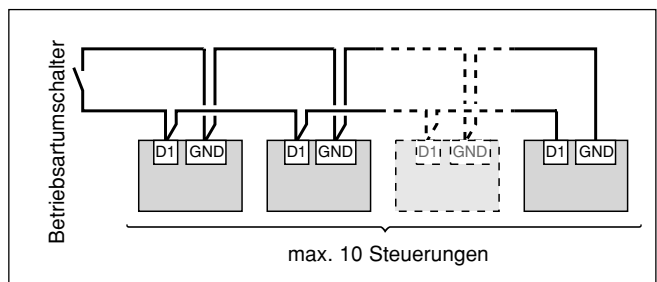 Betriebsartumschalter
D1 GND D1 GND D1 GND D1 GND
max. 10 Steuerungen